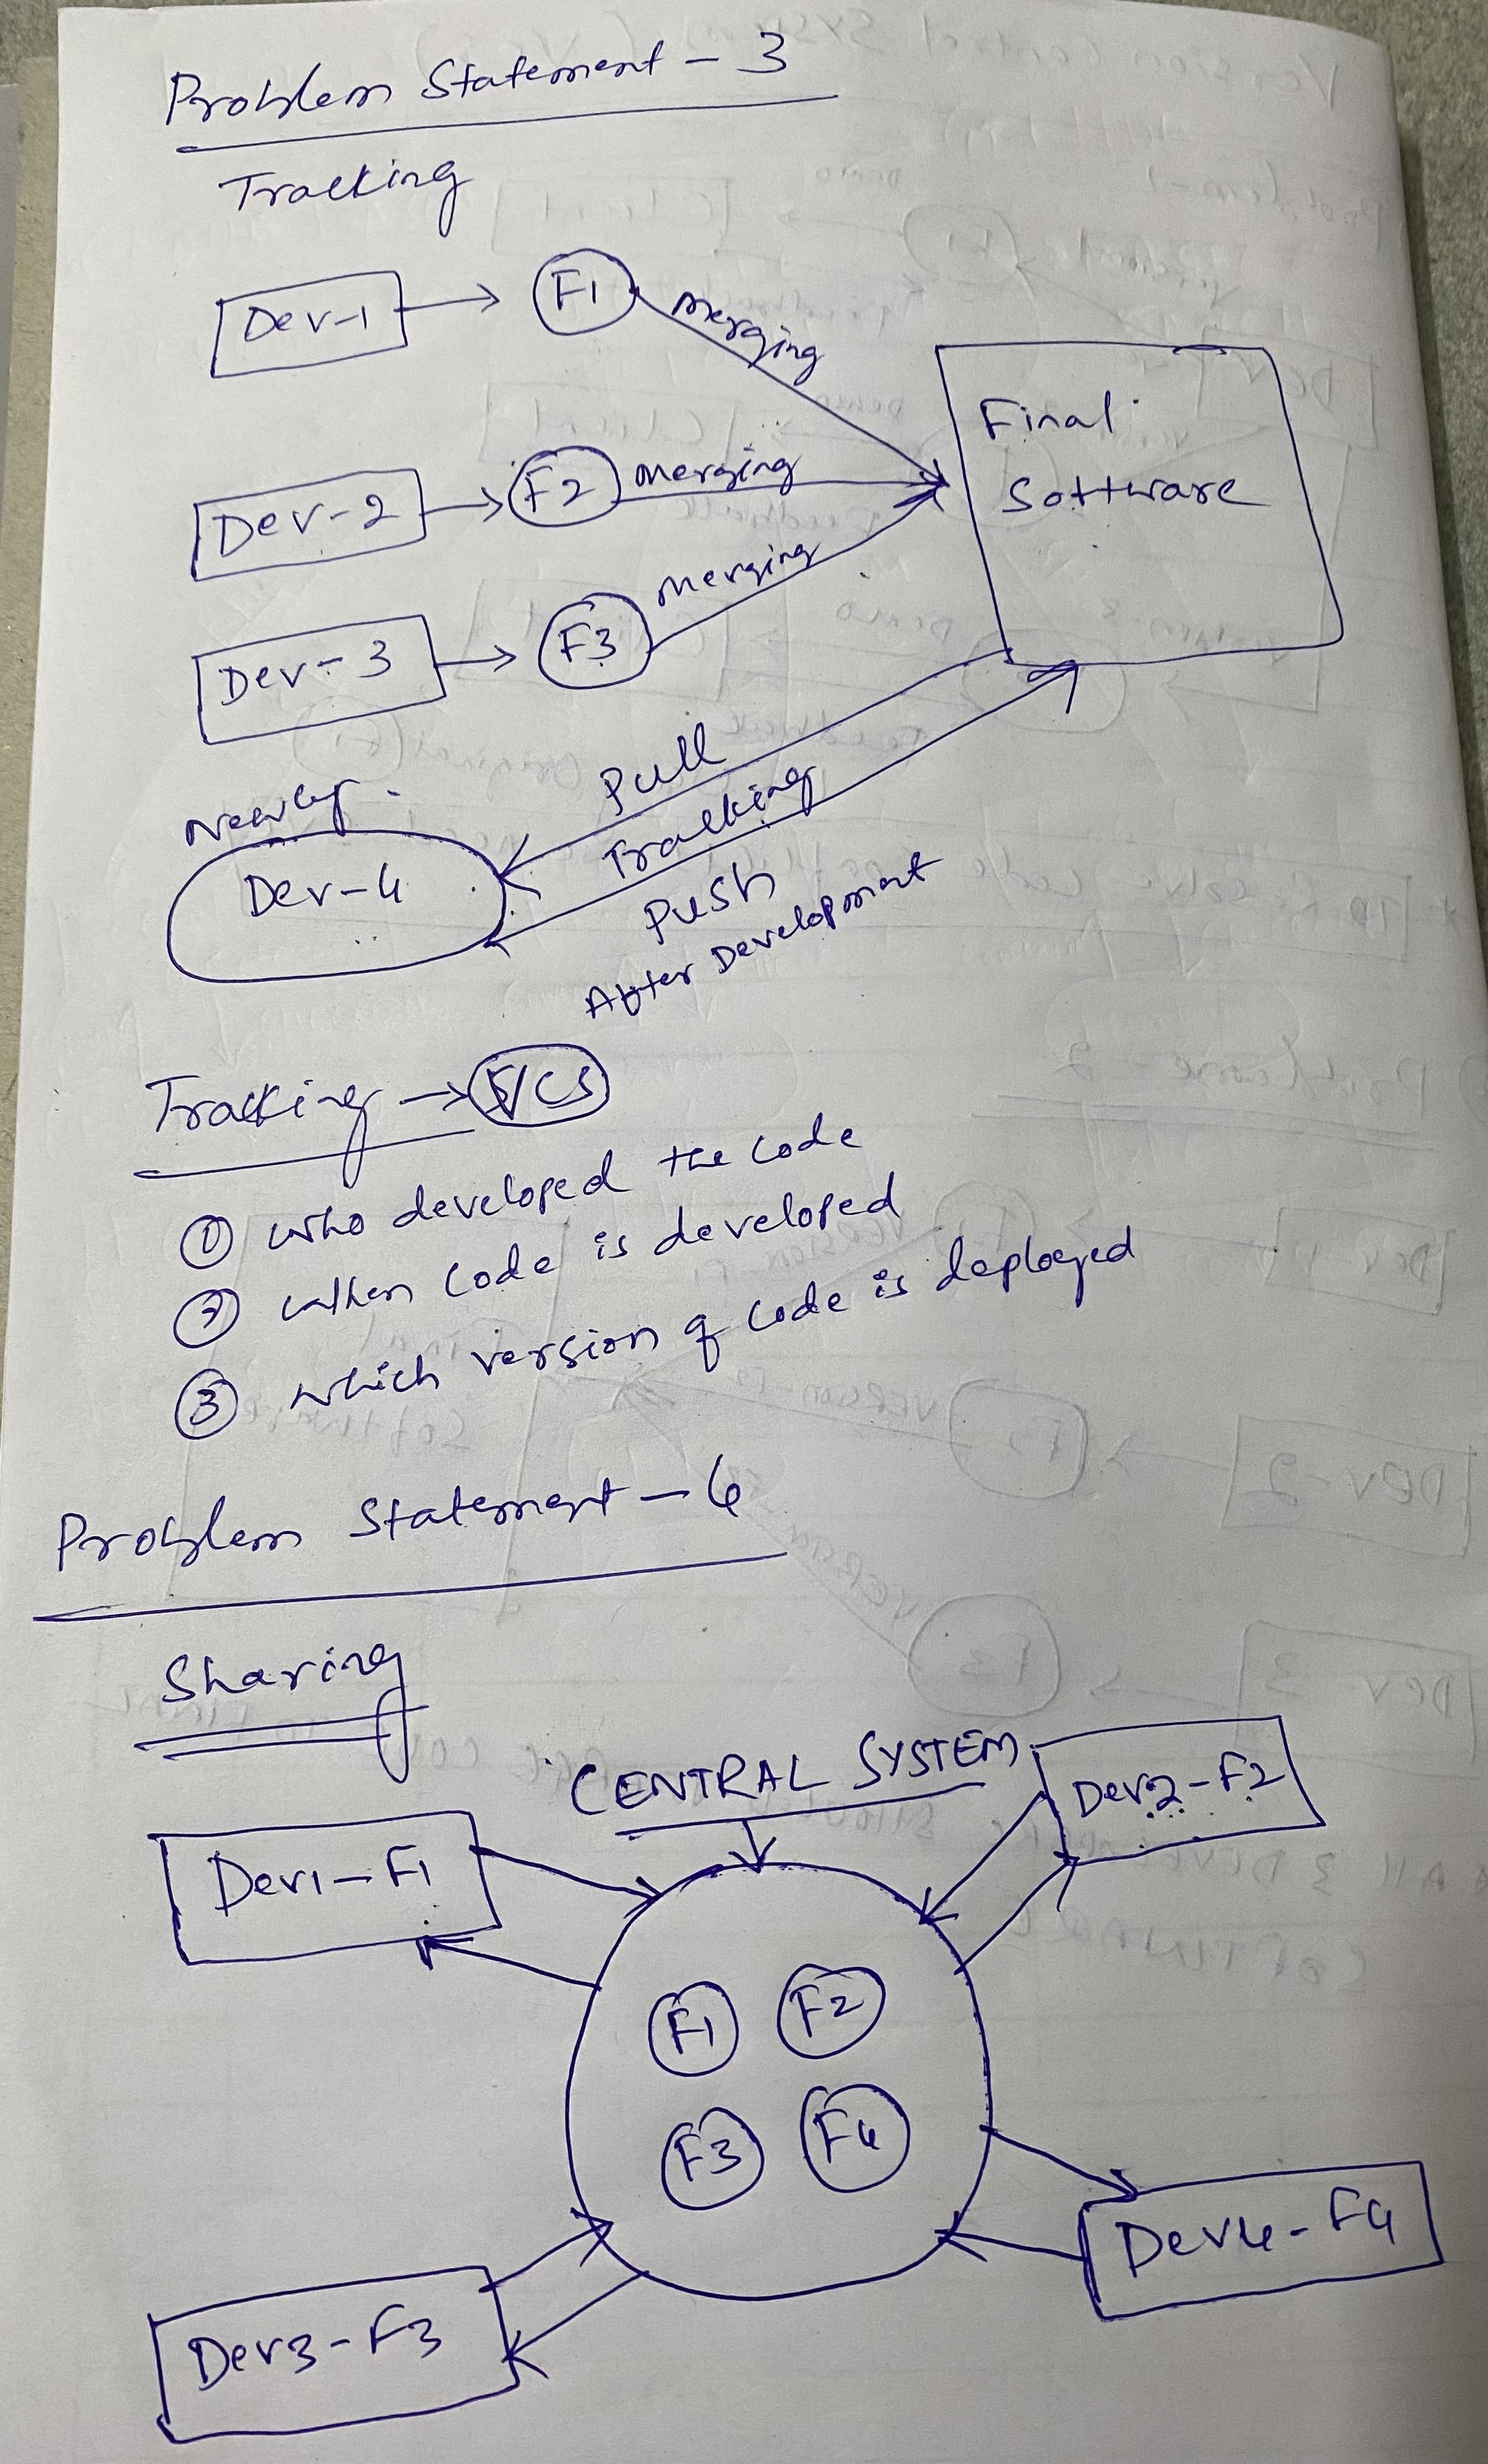 Problem Statement - 3
Tracking
Dev-1 → F1 merging
Final
Software
Dev-2 → F2 merging
Dev-3 → F3 merging
Newly
Dev-4
Pull
Tracking
Push
After Development
Tracking → VCS
① who developed the code
② when code is developed
③ which version of code is deployed
Problem Statement - 4
Sharing
CENTRAL SYSTEM
Dev1-F1
Dev2-F2
F1 F2
F3 F4
Dev3-F3
Dev4-F4